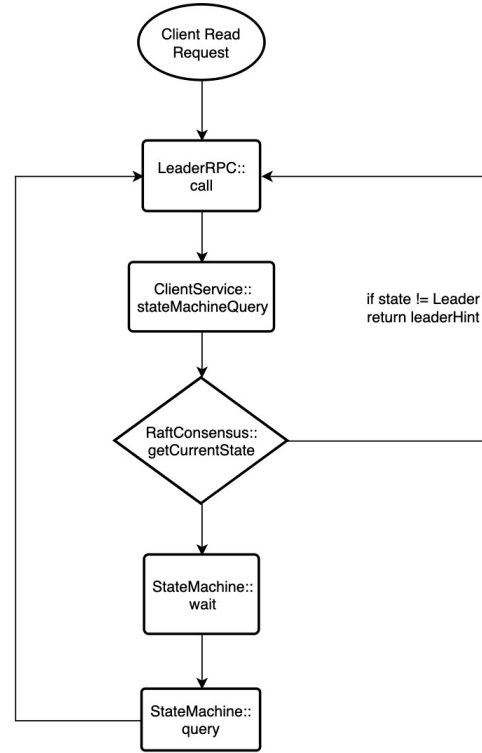 Client Read
Request
LeaderRPC::
call
ClientService::
stateMachineQuery
if state != Leader
return leaderHint
RaftConsensus::
getCurrentState
StateMachine::
wait
StateMachine::
query